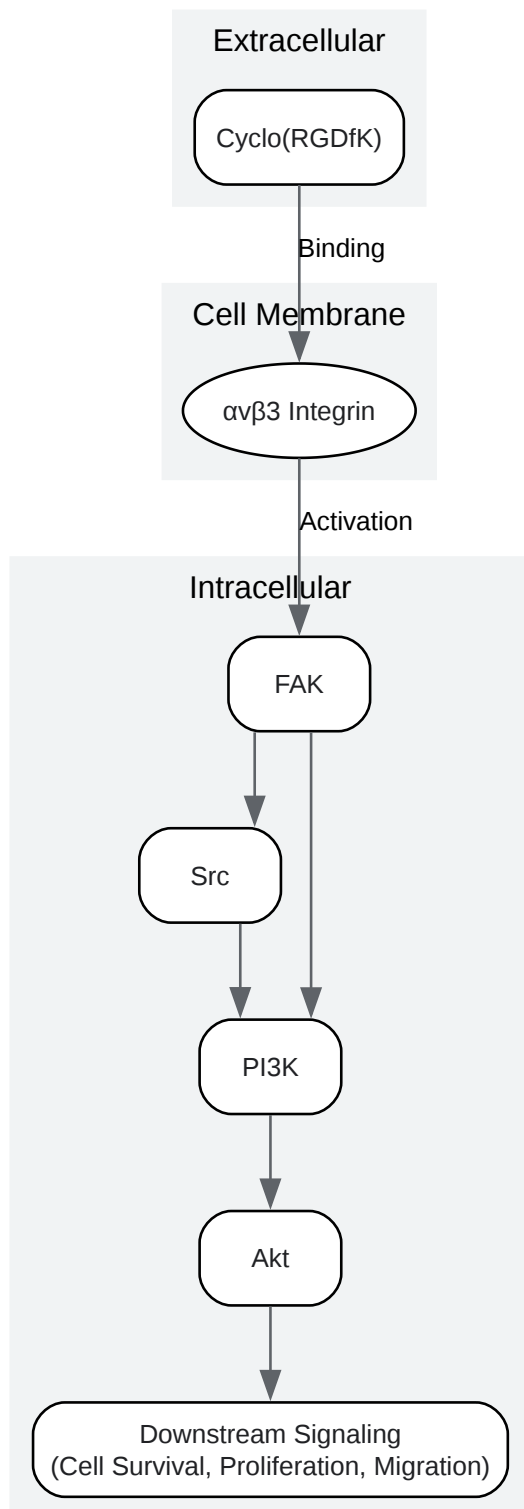 Extracellular
Cyclo(RGDfK)
Binding
Cell Membrane
αvβ3 Integrin
Activation
Intracellular
FAK
Src
PI3K
Akt
Downstream Signaling
(Cell Survival, Proliferation, Migration)